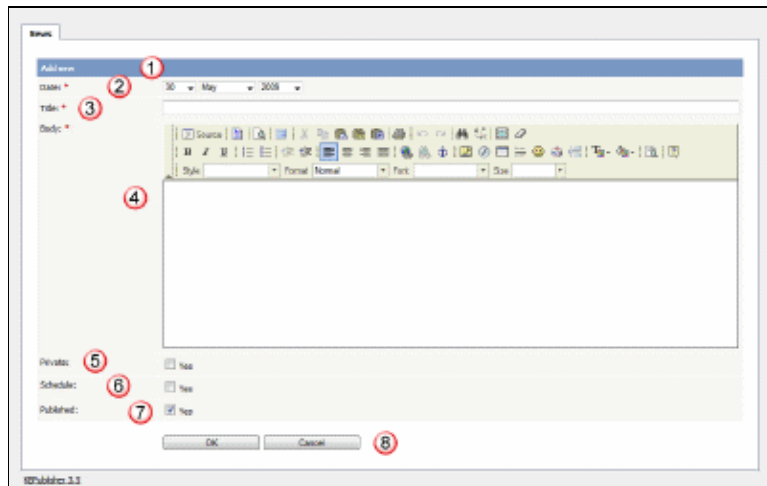 News
Add new 1
Date: * 2 30 May 2009
Title: * 3
Body: *
Source
B I U
Style Format Normal Font Size
4
Private: 5 Yes
Schedule: 6 Yes
Published: 7 Yes
OK Cancel 8
KBPublisher 3.5